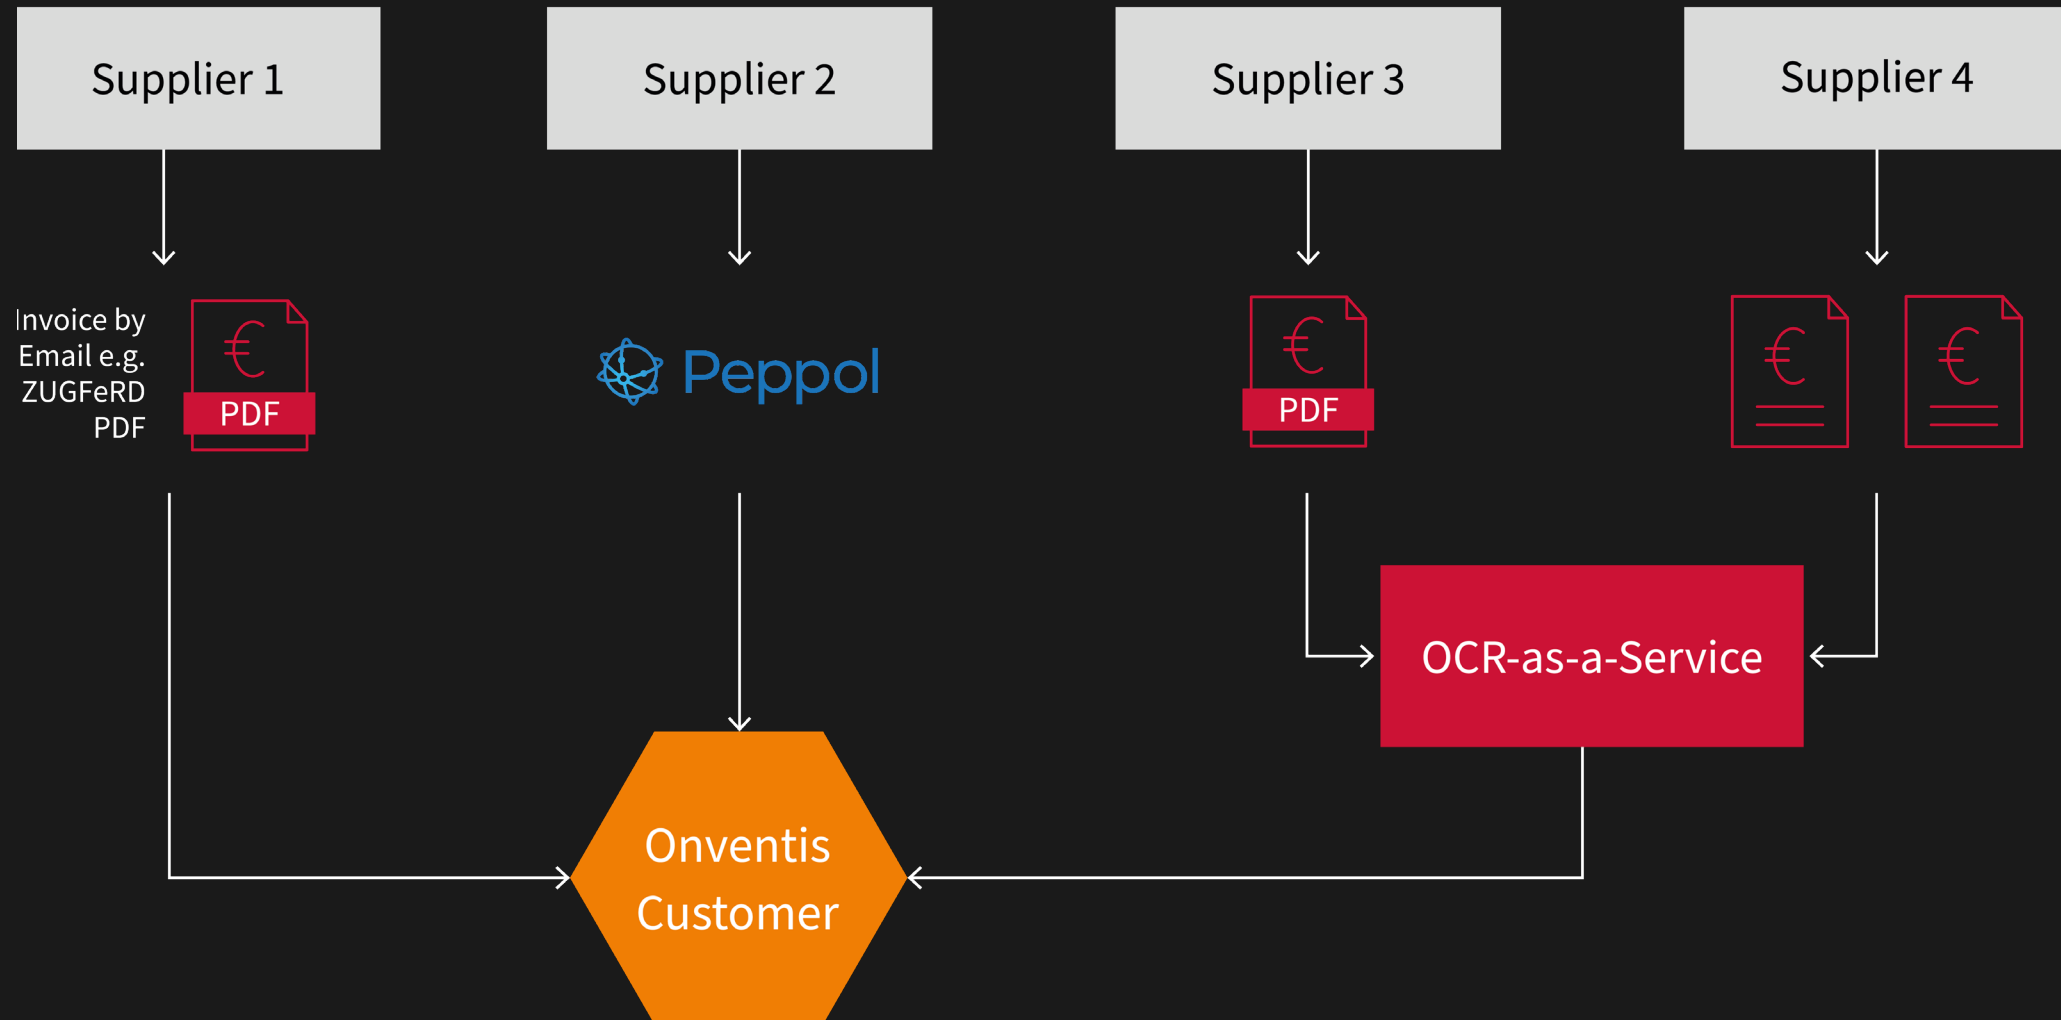 Supplier 1
Supplier 2
Supplier 3
Supplier 4
Invoice by
Email e.g.
ZUGFeRD
PDF
€
PDF
Peppol
€
PDF
€
€
OCR-as-a-Service
Onventis
Customer